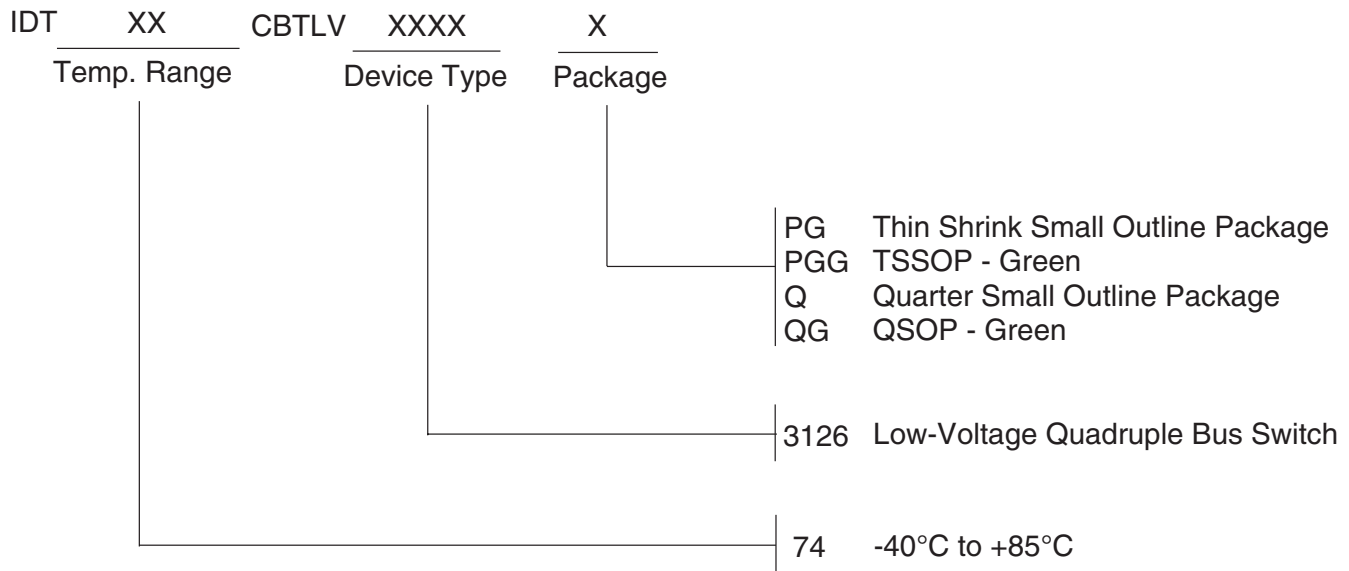 IDT XX CBTLV XXXX X
Temp. Range Device Type Package
PG Thin Shrink Small Outline Package
PGG TSSOP - Green
Q Quarter Small Outline Package
QG QSOP - Green
3126 Low-Voltage Quadruple Bus Switch
74 -40°C to +85°C